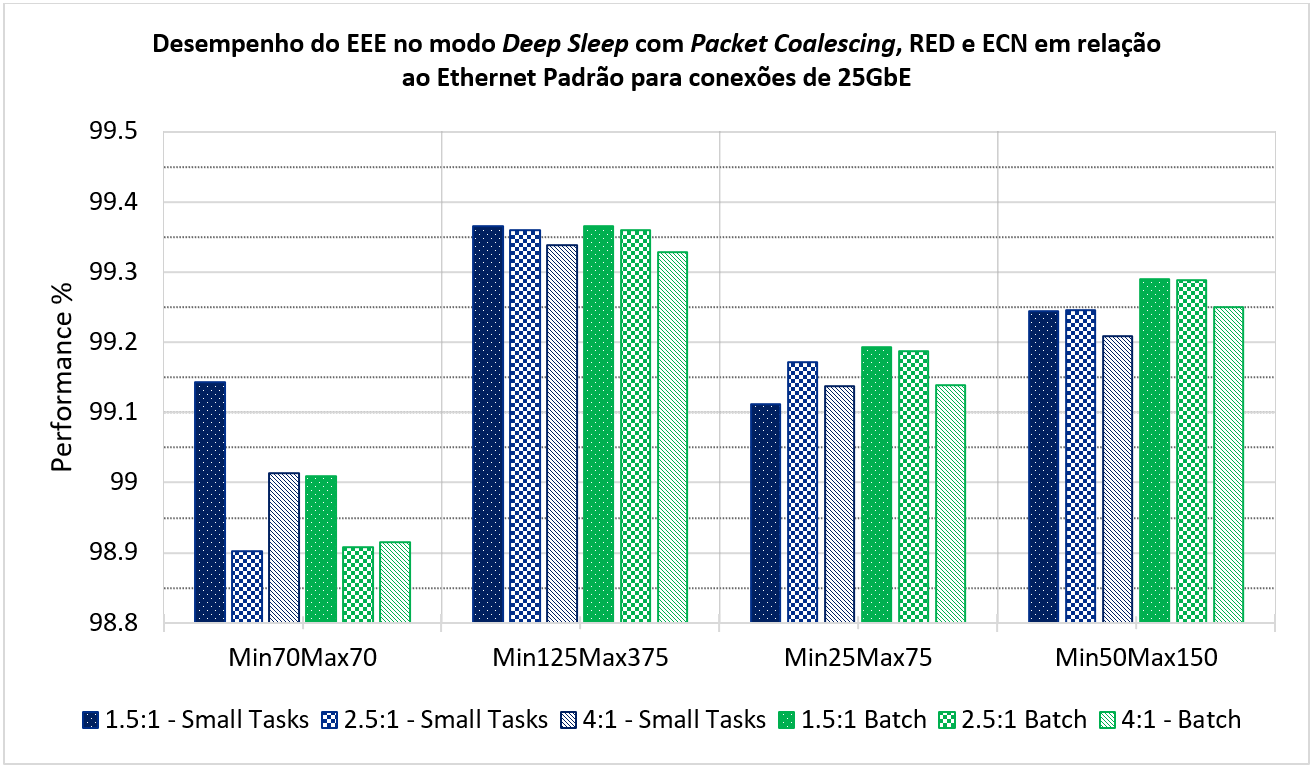 Desempenho do EEE no modo Deep Sleep com Packet Coalescing, RED e ECN em relação
ao Ethernet Padrão para conexões de 25GbE
Performance %
99.5
99.4
99.3
99.2
99.1
99
98.9
98.8
Min70Max70
Min125Max375
Min25Max75
Min50Max150
1.5:1 - Small Tasks
2.5:1 - Small Tasks
4:1 - Small Tasks
1.5:1 Batch
2.5:1 Batch
4:1 - Batch